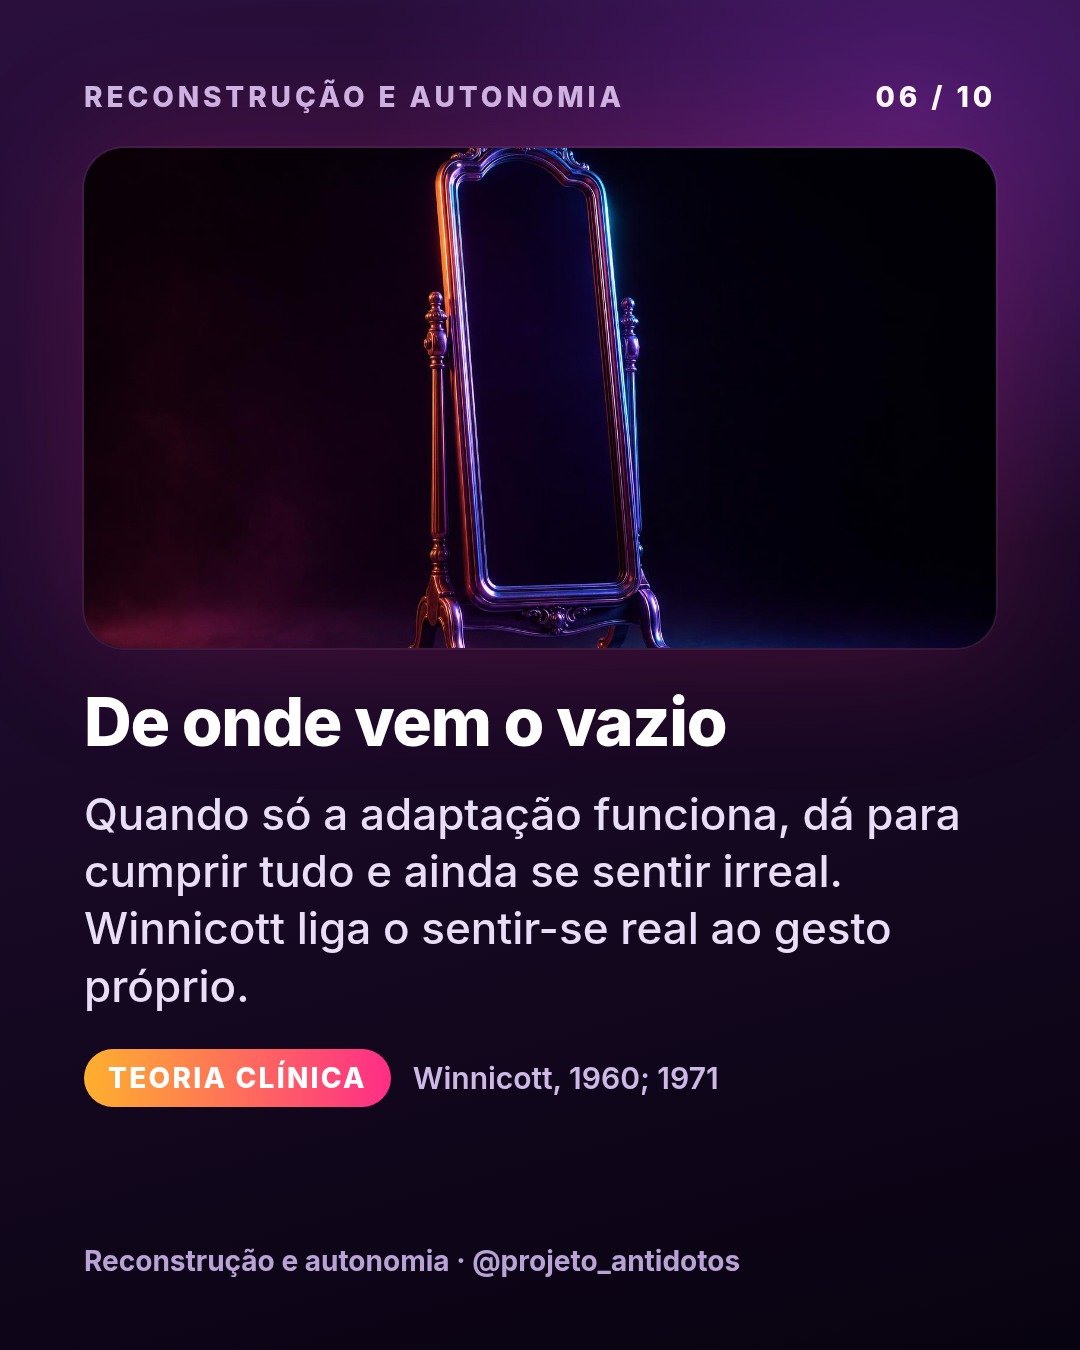 RECONSTRUÇÃO E AUTONOMIA
06 / 10
De onde vem o vazio
Quando só a adaptação funciona, dá para
cumprir tudo e ainda se sentir irreal.
Winnicott liga o sentir-se real ao gesto
próprio.
TEORIA CLÍNICA
Winnicott, 1960; 1971
Reconstrução e autonomia · @projeto_antidotos